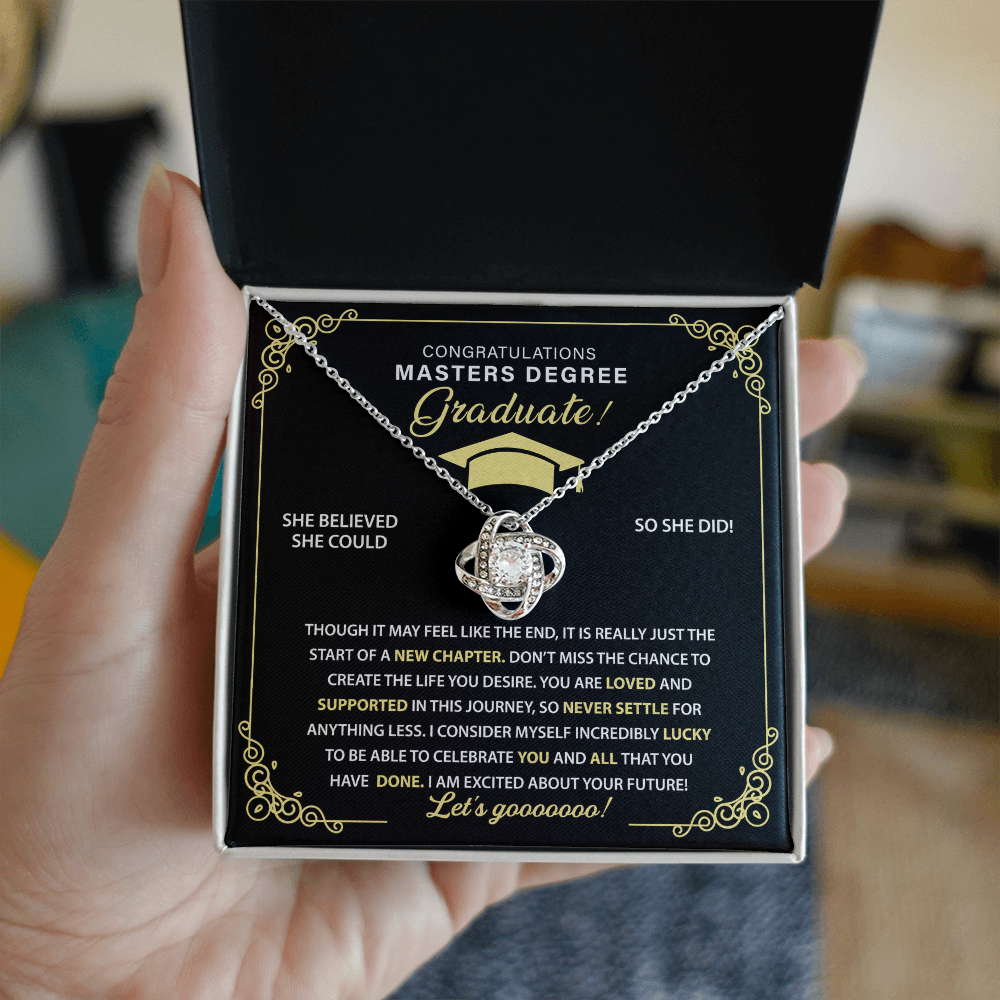 CONGRATULATIONS
MASTERS DEGREE
Graduate!
SHE BELIEVED
SHE COULD
SO SHE DID!
THOUGH IT MAY FEEL LIKE THE END, IT IS REALLY JUST THE
START OF A NEW CHAPTER. DON'T MISS THE CHANCE TO
CREATE THE LIFE YOU DESIRE. YOU ARE LOVED AND
SUPPORTED IN THIS JOURNEY, SO NEVER SETTLE FOR
ANYTHING LESS. I CONSIDER MYSELF INCREDIBLY LUCKY
TO BE ABLE TO CELEBRATE YOU AND ALL THAT YOU
HAVE DONE. I AM EXCITED ABOUT YOUR FUTURE!
Let's gooooooo!